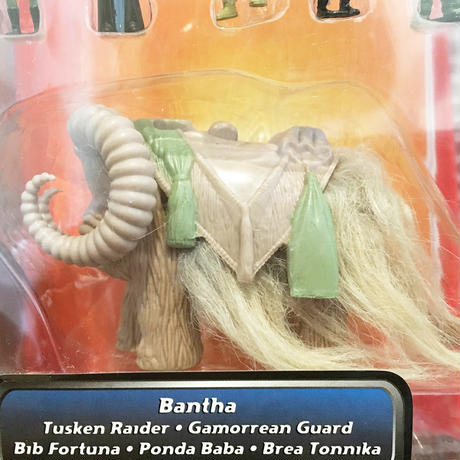 Bantha
Tusken Raider • Gamorrean Guard
Bib Fortuna • Ponda Baba • Brea Tonnika